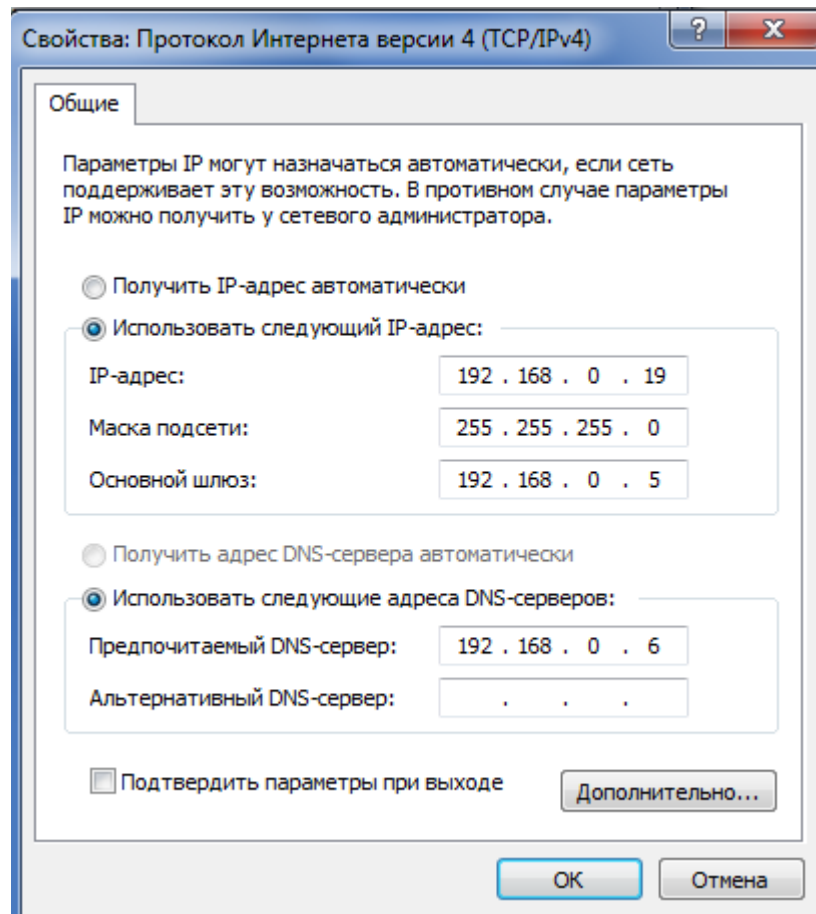 Свойства: Протокол Интернета версии 4 (TCP/IPv4)
?
Общие
Параметры IP могут назначаться автоматически, если сеть
поддерживает эту возможность. В противном случае параметры
IP можно получить у сетевого администратора.
Получить IP-адрес автоматически
Использовать следующий IP-адрес:
IP-адрес: 192 . 168 . 0 . 19
Маска подсети: 255 . 255 . 255 . 0
Основной шлюз: 192 . 168 . 0 . 5
Получить адрес DNS-сервера автоматически
Использовать следующие адреса DNS-серверов:
Предпочитаемый DNS-сервер: 192 . 168 . 0 . 6
Альтернативный DNS-сервер: . . .
Подтвердить параметры при выходе
Дополнительно...
ОК Отмена